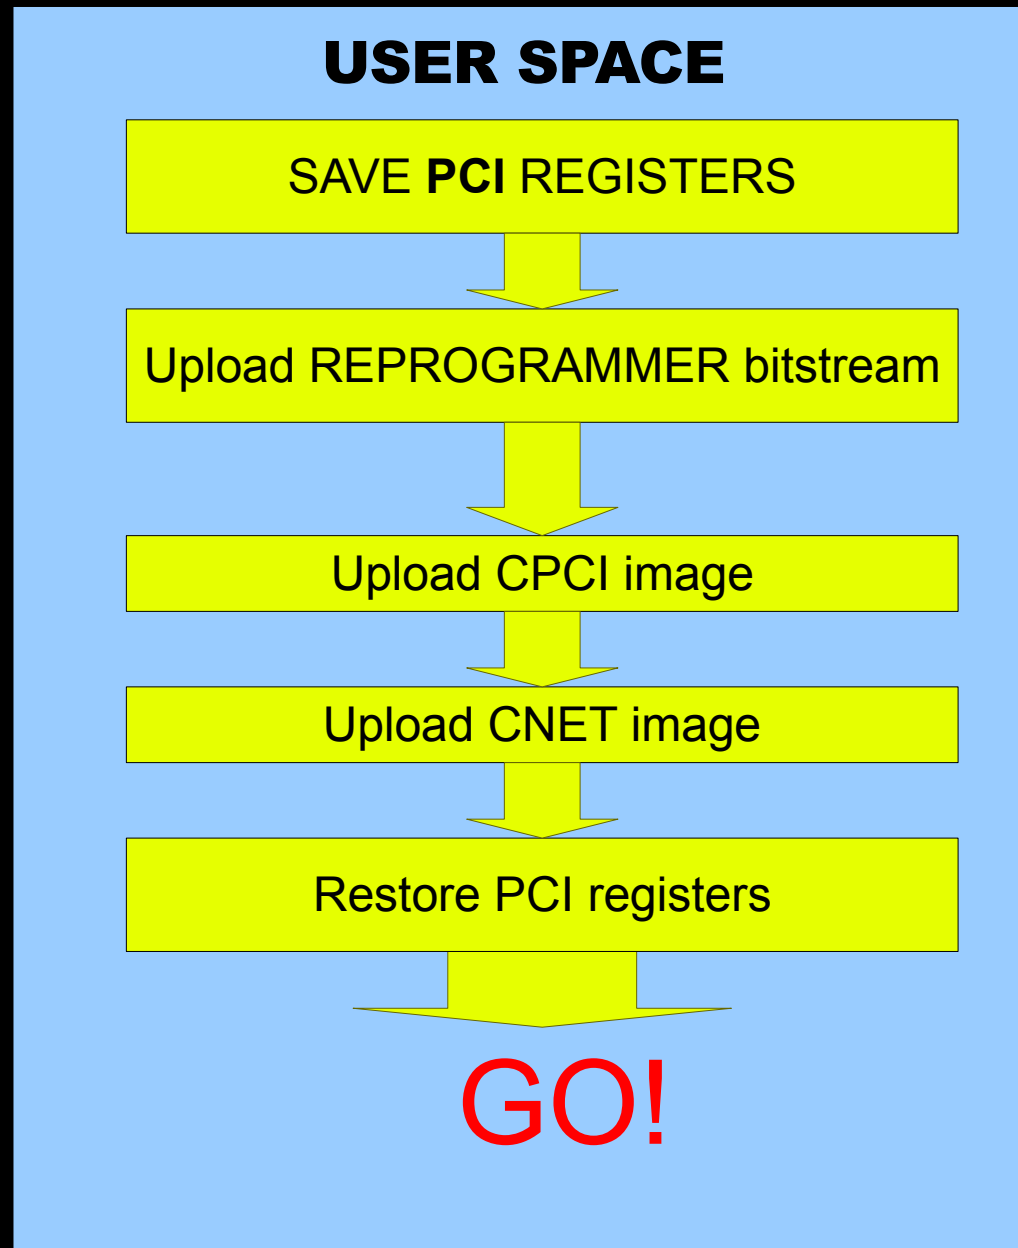 USER SPACE
SAVE PCI REGISTERS
Upload REPROGRAMMER bitstream
Upload CPCI image
Upload CNET image
Restore PCI registers
GO!